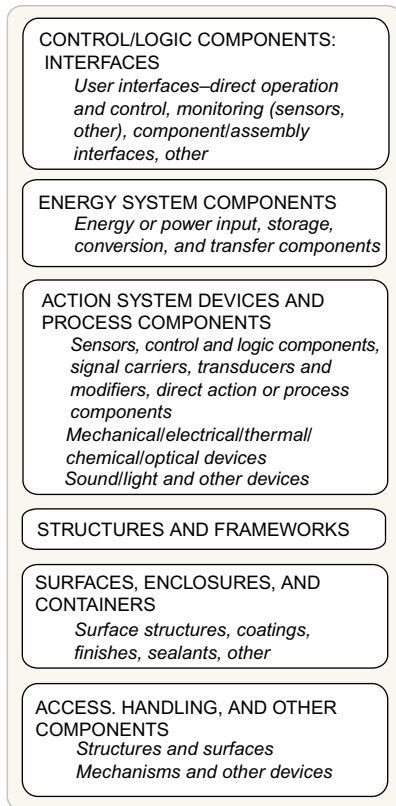 CONTROL/LOGIC COMPONENTS:
INTERFACES
User interfaces–direct operation
and control, monitoring (sensors,
other), component/assembly
interfaces, other
ENERGY SYSTEM COMPONENTS
Energy or power input, storage,
conversion, and transfer components
ACTION SYSTEM DEVICES AND
PROCESS COMPONENTS
Sensors, control and logic components,
signal carriers, transducers and
modifiers, direct action or process
components
Mechanical/electrical/thermal/
chemical/optical devices
Sound/light and other devices
STRUCTURES AND FRAMEWORKS
SURFACES, ENCLOSURES, AND
CONTAINERS
Surface structures, coatings,
finishes, sealants, other
ACCESS. HANDLING, AND OTHER
COMPONENTS
Structures and surfaces
Mechanisms and other devices